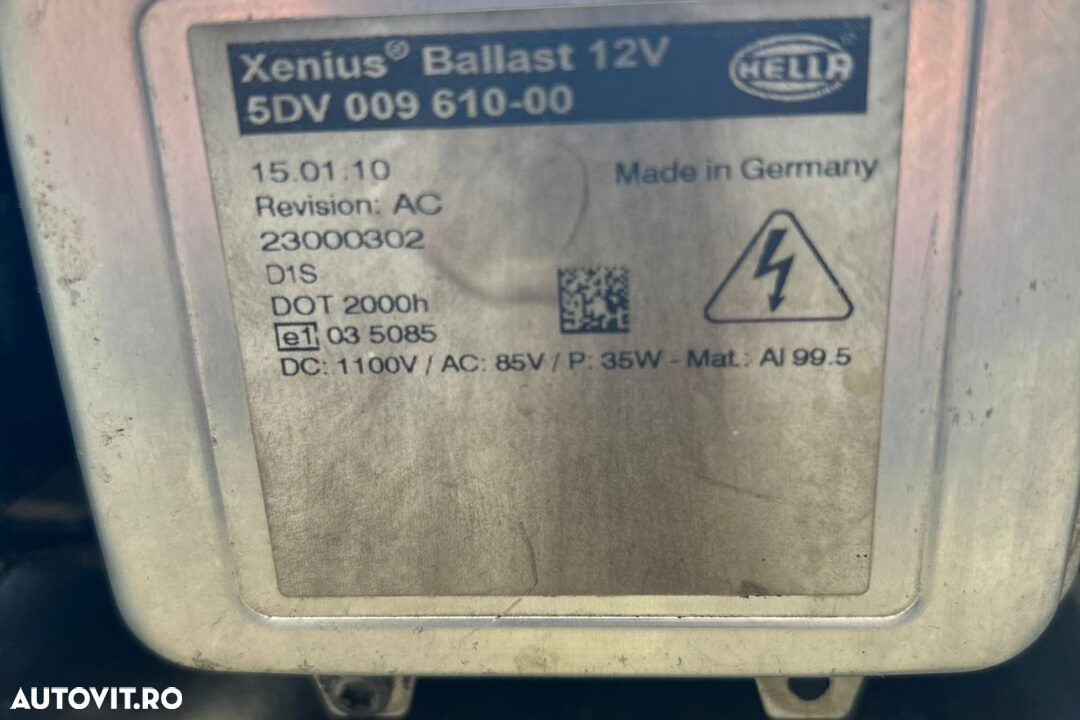 Xenius® Ballast 12V
HELLA
5DV 009 610-00
15.01.10
Made in Germany
Revision: AC
23000302
D1S
DOT 2000h
e1 03 5085
DC: 1100V / AC: 85V / P: 35W - Mat.: Al 99.5
AUTOVIT.RO